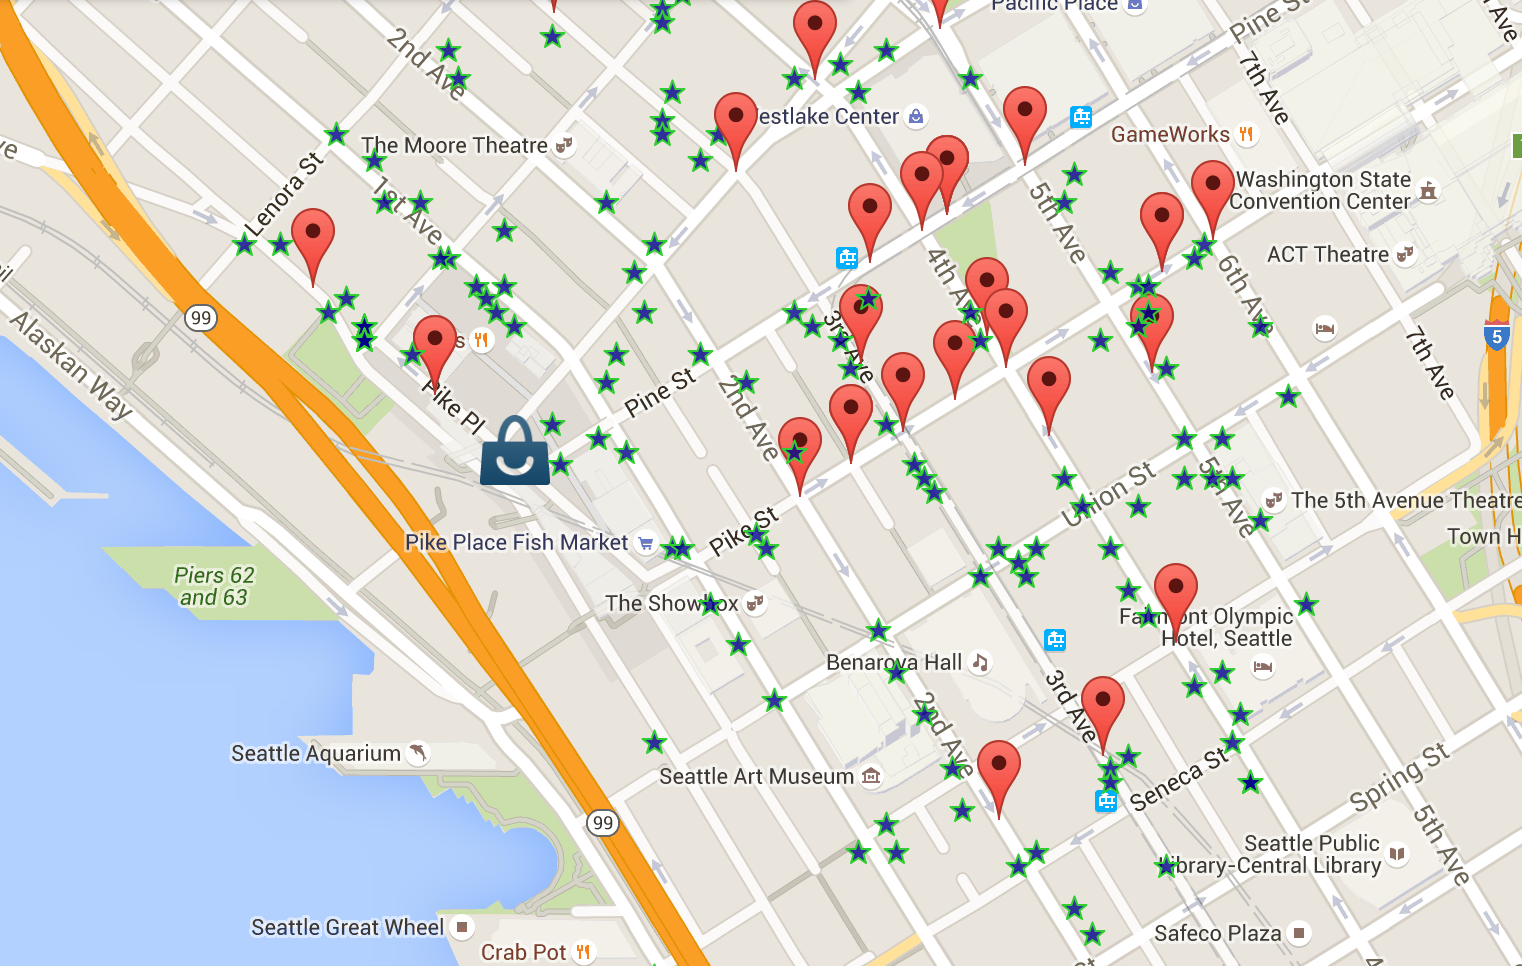 Pacific Place
Pine St
7th Ave
2nd Ave
The Moore Theatre
estlake Center
GameWorks
Washington State
Convention Center
Lenora St
1st Ave
5th Ave
ACT Theatre
4th Ave
6th Ave
99
Alaskan Way
3rd Ave
5
7th Ave
Pike Pl
Pine St
2nd Ave
Union St
5th Ave
The 5th Avenue Theatre
Pike St
Pike Place Fish Market
Town H
Piers 62
and 63
The Showbox
Fairmont Olympic
Hotel, Seattle
Benaroya Hall
3rd Ave
2nd Ave
Seattle Aquarium
Seattle Art Museum
Seneca St
Spring St
99
5th Ave
Seattle Public
Library-Central Library
Seattle Great Wheel
Safeco Plaza
Crab Pot